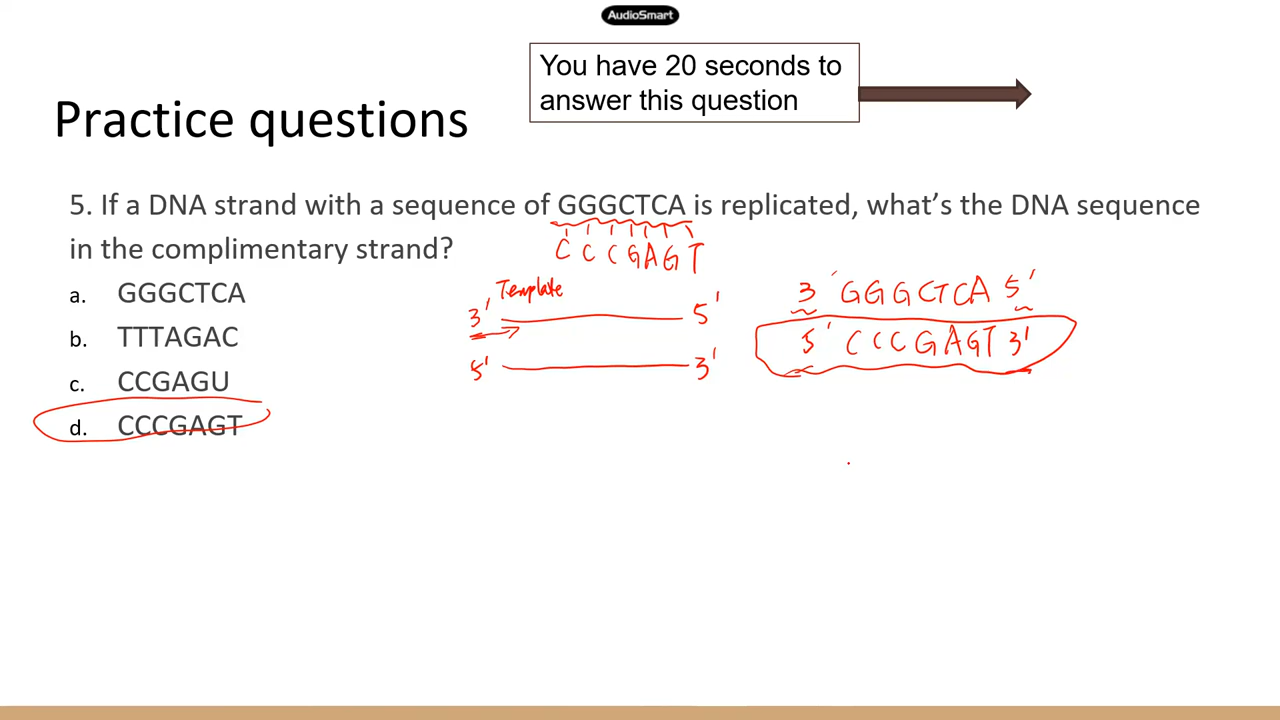 AudioSmart
You have 20 seconds to
answer this question
Practice questions
5. If a DNA strand with a sequence of GGGCTCA is replicated, what's the DNA sequence
in the complimentary strand?
CCCGAGT
a. GGGCTCA
b. TTTAGAC
c. CCGAGU
d. CCCGAGT
Template
3' 5'
5' 3'
3' GGGCTCA 5'
5' CCCGAGT 3'